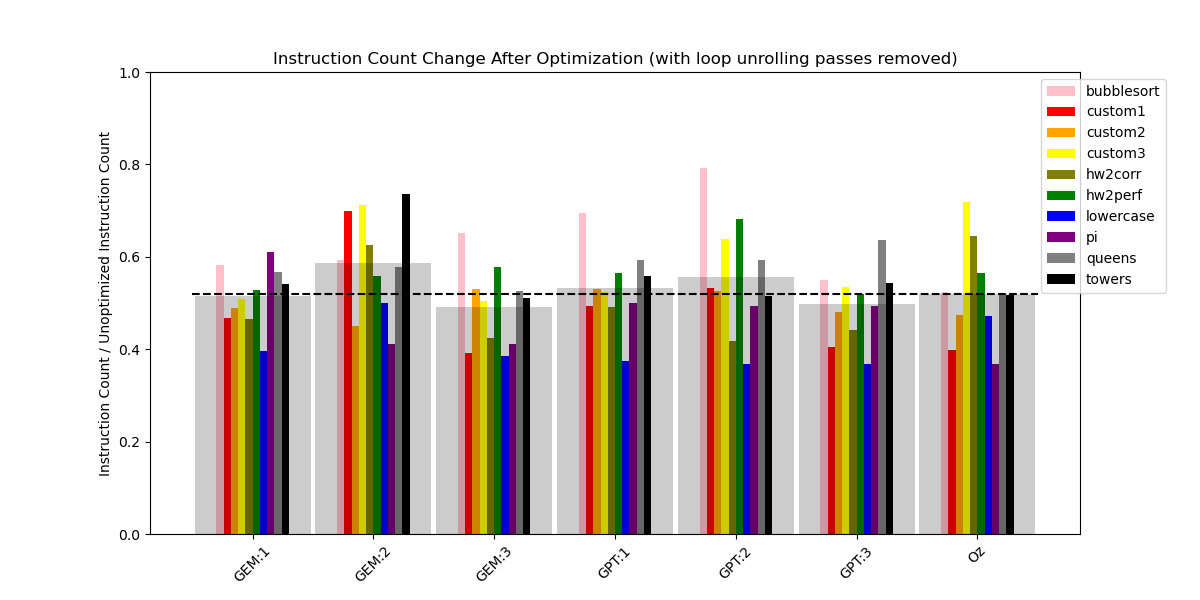 Instruction Count Change After Optimization (with loop unrolling passes removed)
Instruction Count / Unoptimized Instruction Count
1.0
0.8
0.6
0.4
0.2
0.0
bubblesort
custom1
custom2
custom3
hw2corr
hw2perf
lowercase
pi
queens
towers
GEM:1
GEM:2
GEM:3
GPT:1
GPT:2
GPT:3
Oz